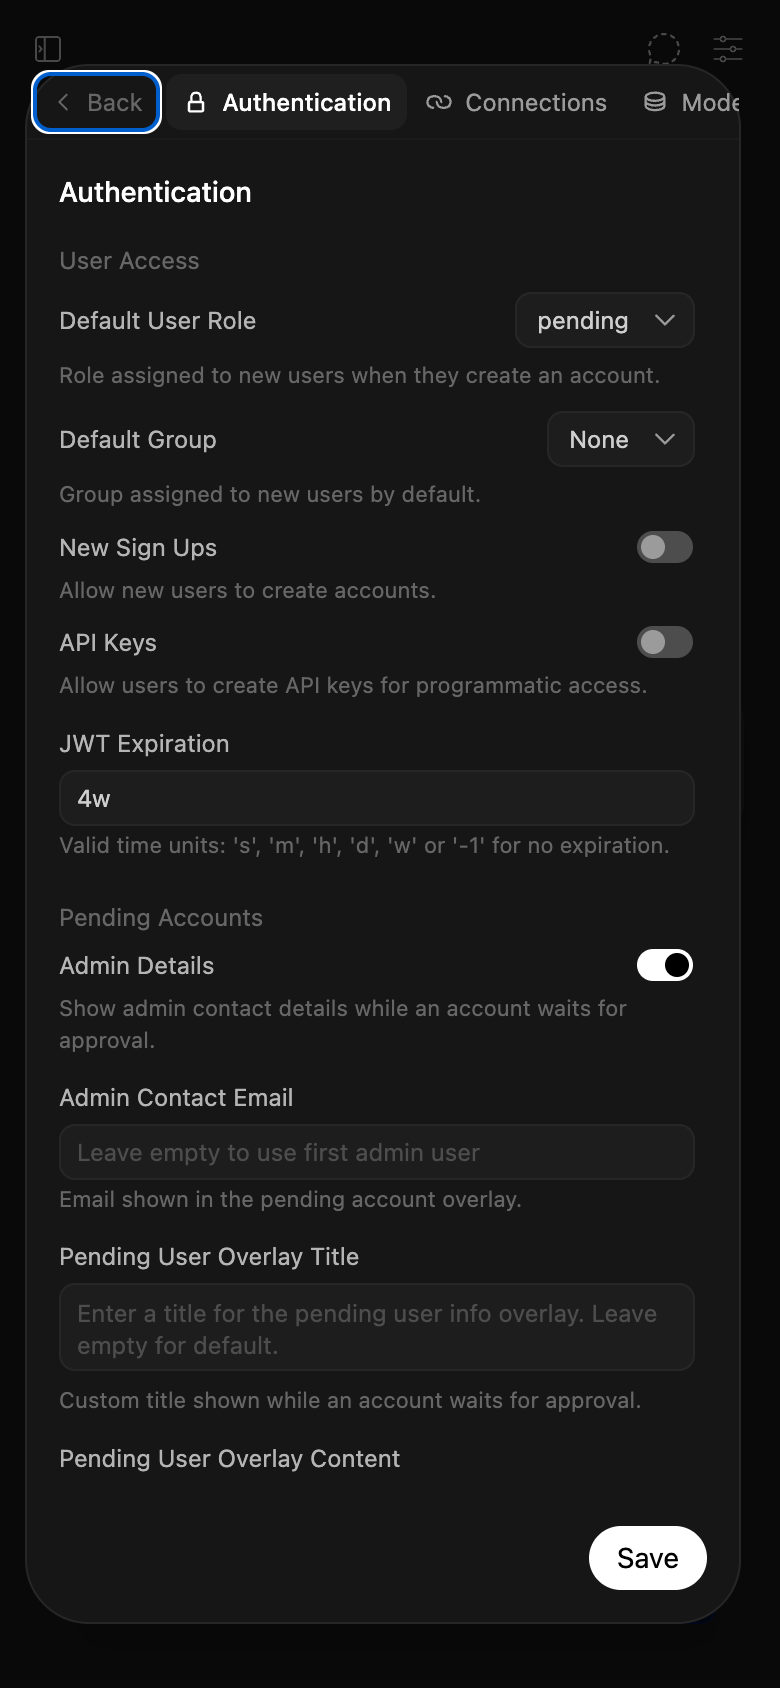 Back
Authentication
Connections
Mode
Authentication
User Access
Default User Role
pending
Role assigned to new users when they create an account.
Default Group
None
Group assigned to new users by default.
New Sign Ups
Allow new users to create accounts.
API Keys
Allow users to create API keys for programmatic access.
JWT Expiration
4w
Valid time units: 's', 'm', 'h', 'd', 'w' or '-1' for no expiration.
Pending Accounts
Admin Details
Show admin contact details while an account waits for
approval.
Admin Contact Email
Leave empty to use first admin user
Email shown in the pending account overlay.
Pending User Overlay Title
Enter a title for the pending user info overlay. Leave
empty for default.
Custom title shown while an account waits for approval.
Pending User Overlay Content
Save